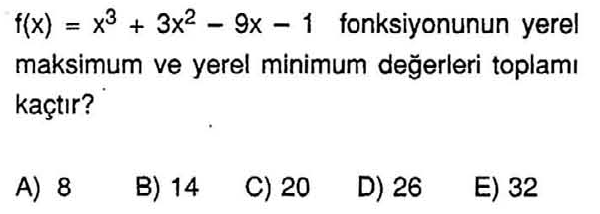 f(x) = x³ + 3x² − 9x − 1 fonksiyonunun yerel
maksimum ve yerel minimum değerleri toplamı
kaçtır?
A) 8 B) 14 C) 20 D) 26 E) 32